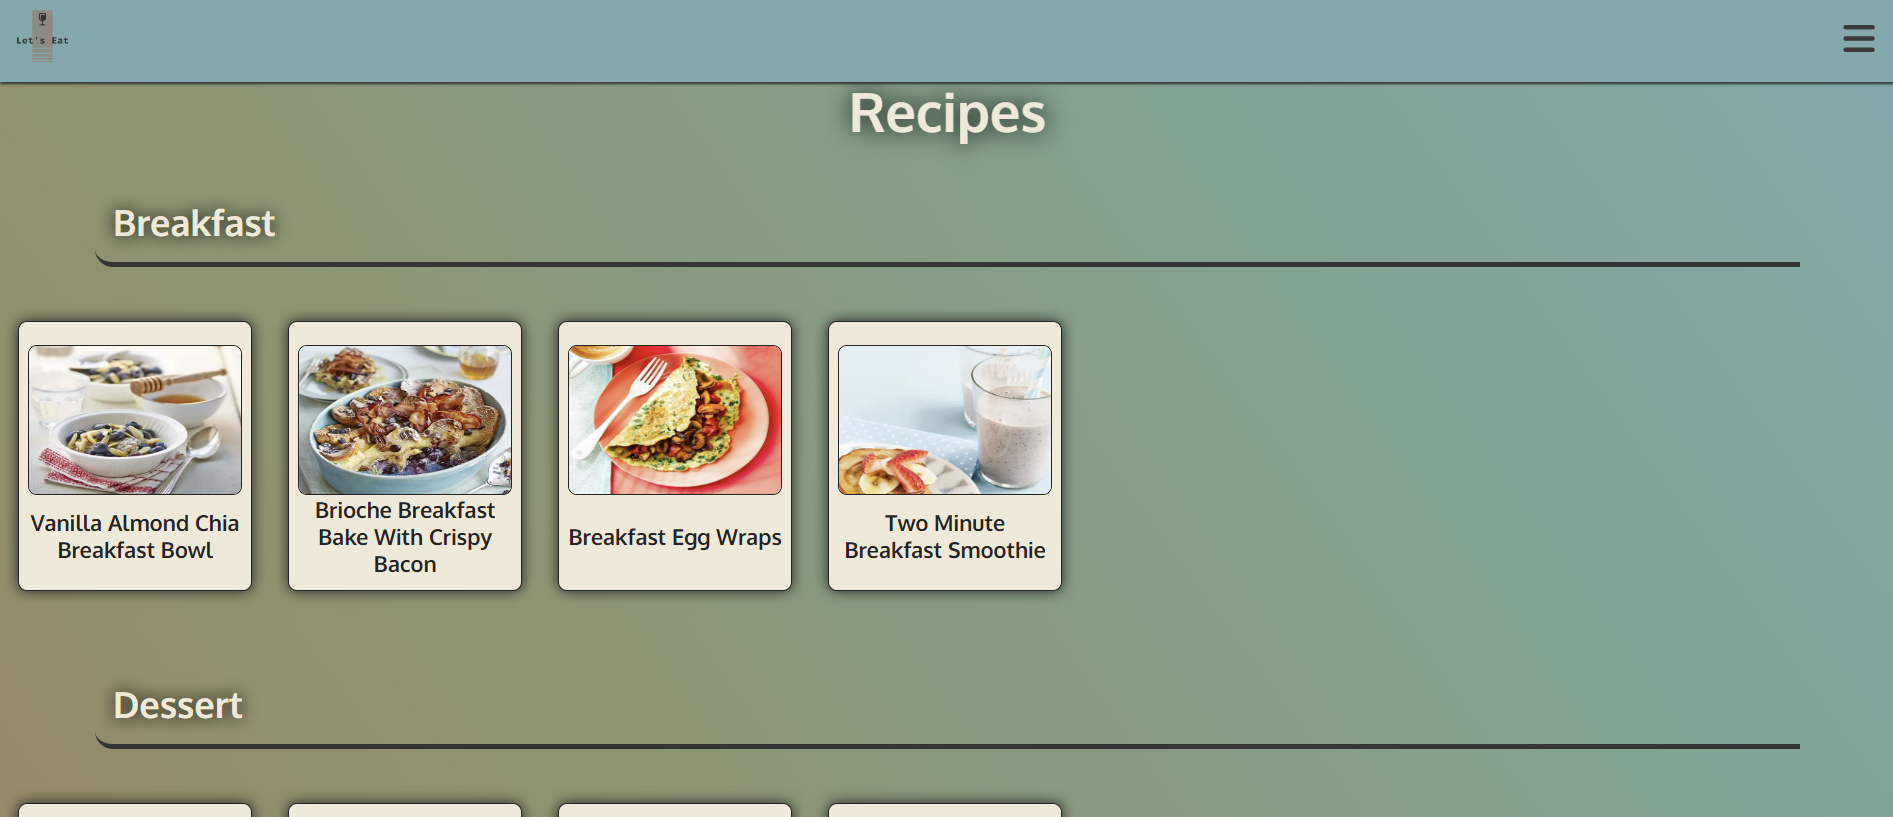 Let's Eat
Recipes
Breakfast
Vanilla Almond Chia
Breakfast Bowl
Brioche Breakfast
Bake With Crispy
Bacon
Breakfast Egg Wraps
Two Minute
Breakfast Smoothie
Dessert